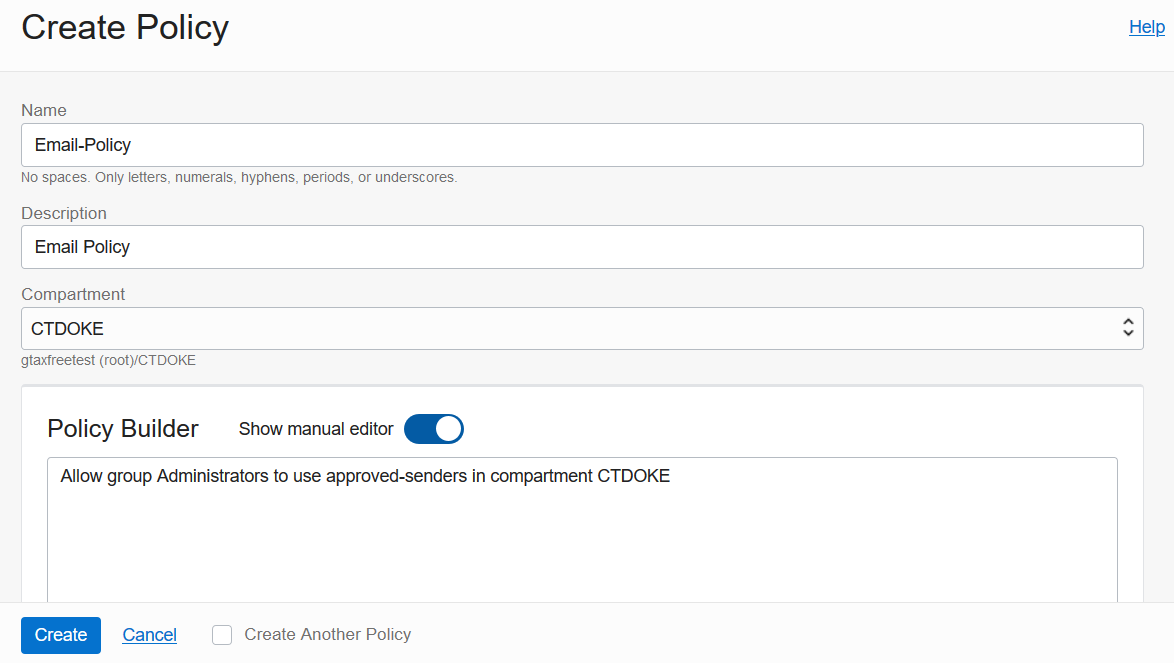 Create Policy
Help
Name
Email-Policy
No spaces. Only letters, numerals, hyphens, periods, or underscores.
Description
Email Policy
Compartment
CTDOKE
gtaxfreetest (root)/CTDOKE
Policy Builder Show manual editor
Allow group Administrators to use approved-senders in compartment CTDOKE
Create Cancel Create Another Policy